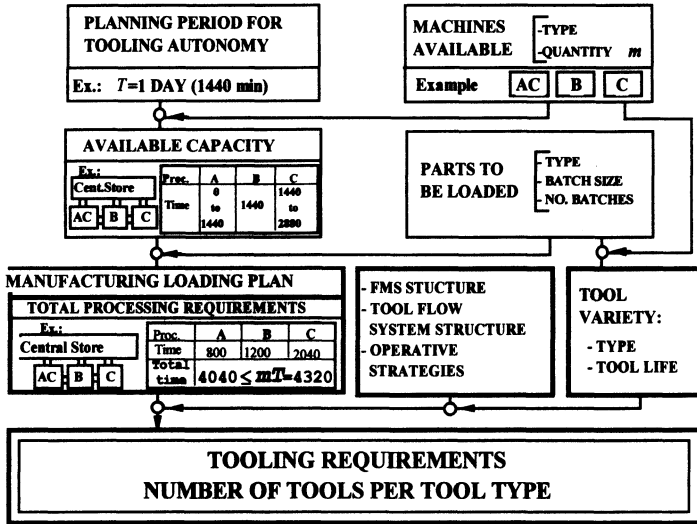 PLANNING PERIOD FOR
TOOLING AUTONOMY
Ex.: T=1 DAY (1440 min)
MACHINES
AVAILABLE
-TYPE
-QUANTITY m
Example AC B C
AVAILABLE CAPACITY
Ex.:
Cent.Store
AC B C
Proc. A B C
Time 0 to 1440 1440 1440 to 2880
PARTS TO
BE LOADED
- TYPE
- BATCH SIZE
- NO. BATCHES
MANUFACTURING LOADING PLAN
TOTAL PROCESSING REQUIREMENTS
Ex.:
Central Store
AC B C
Proc. A B C
Time 800 1200 2040
Total
time 4040 ≤ mT=4320
- FMS STUCTURE
- TOOL FLOW
SYSTEM STRUCTURE
- OPERATIVE
STRATEGIES
TOOL
VARIETY:
- TYPE
- TOOL LIFE
TOOLING REQUIREMENTS
NUMBER OF TOOLS PER TOOL TYPE